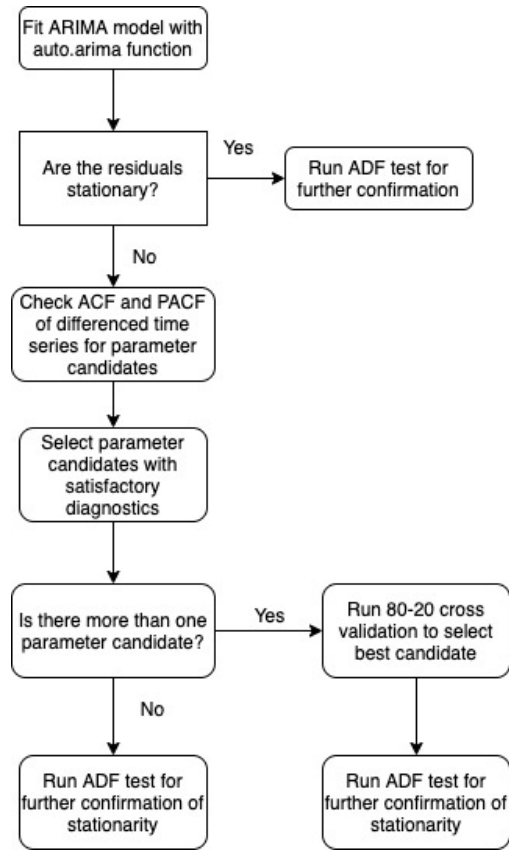 Fit ARIMA model with
auto.arima function
Are the residuals
stationary?
Yes
Run ADF test for
further confirmation
No
Check ACF and PACF
of differenced time
series for parameter
candidates
Select parameter
candidates with
satisfactory
diagnostics
Is there more than one
parameter candidate?
Yes
Run 80-20 cross
validation to select
best candidate
No
Run ADF test for
further confirmation of
stationarity
Run ADF test for
further confirmation of
stationarity